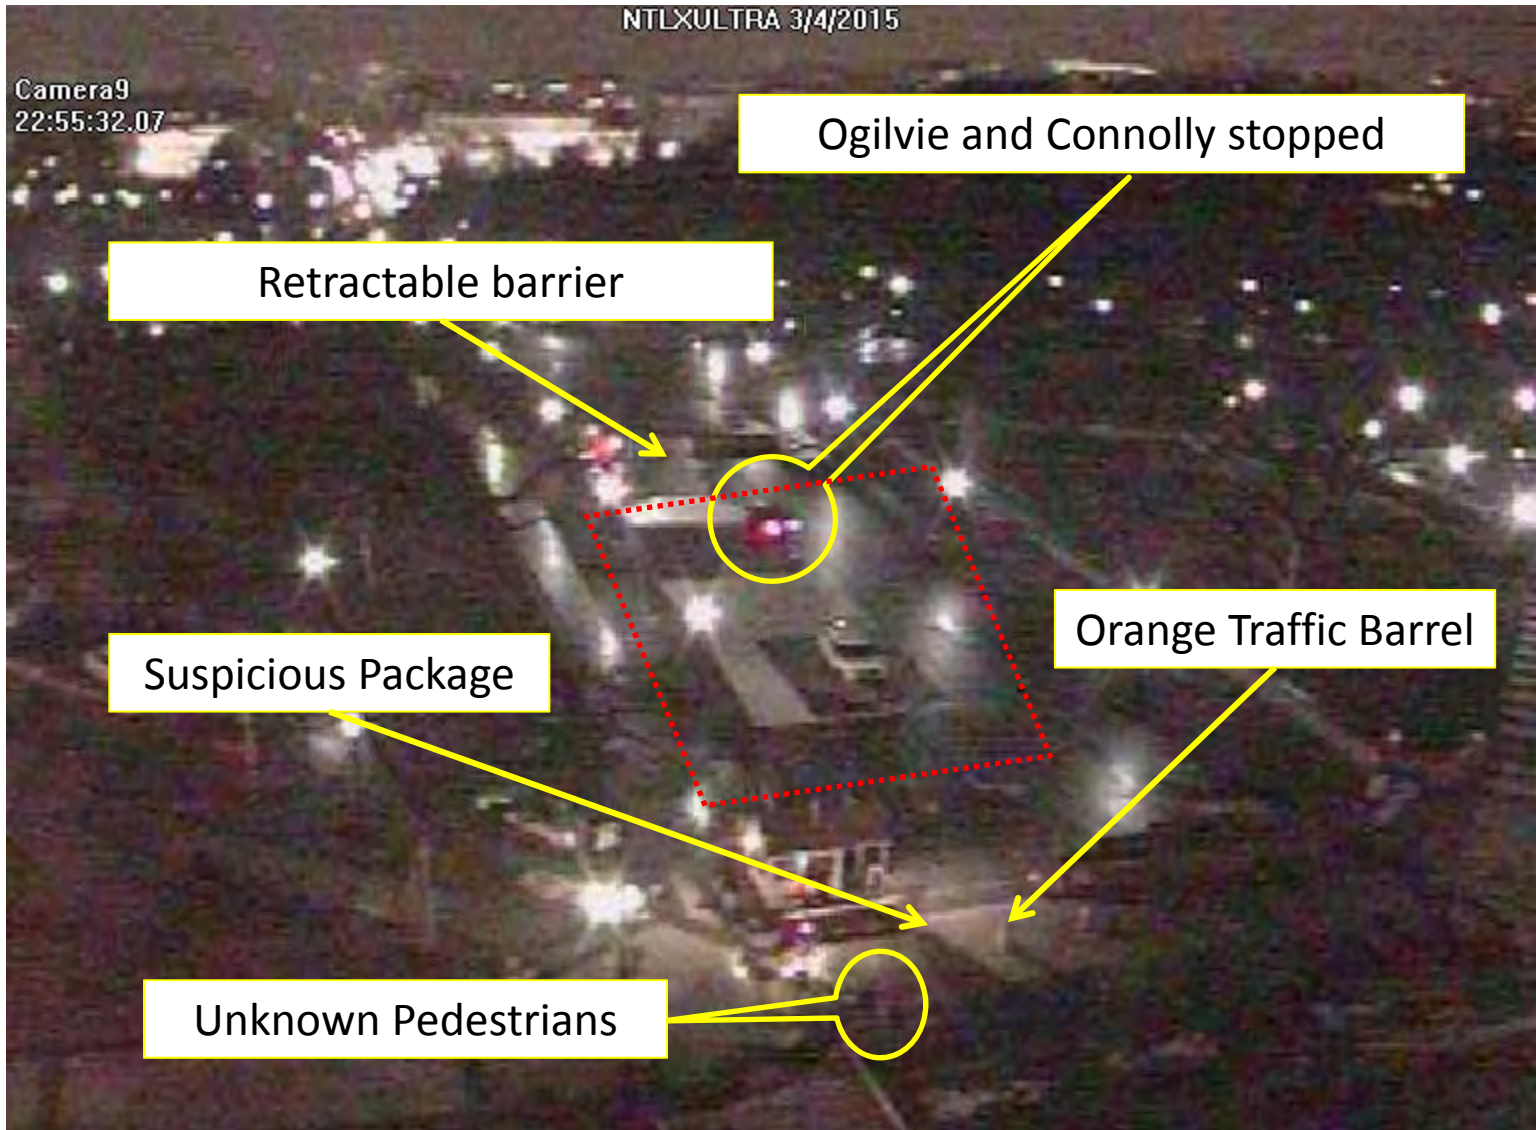 NTLXULTRA 3/4/2015
Camera9
22:55:32.07
Ogilvie and Connolly stopped
Retractable barrier
Orange Traffic Barrel
Suspicious Package
Unknown Pedestrians